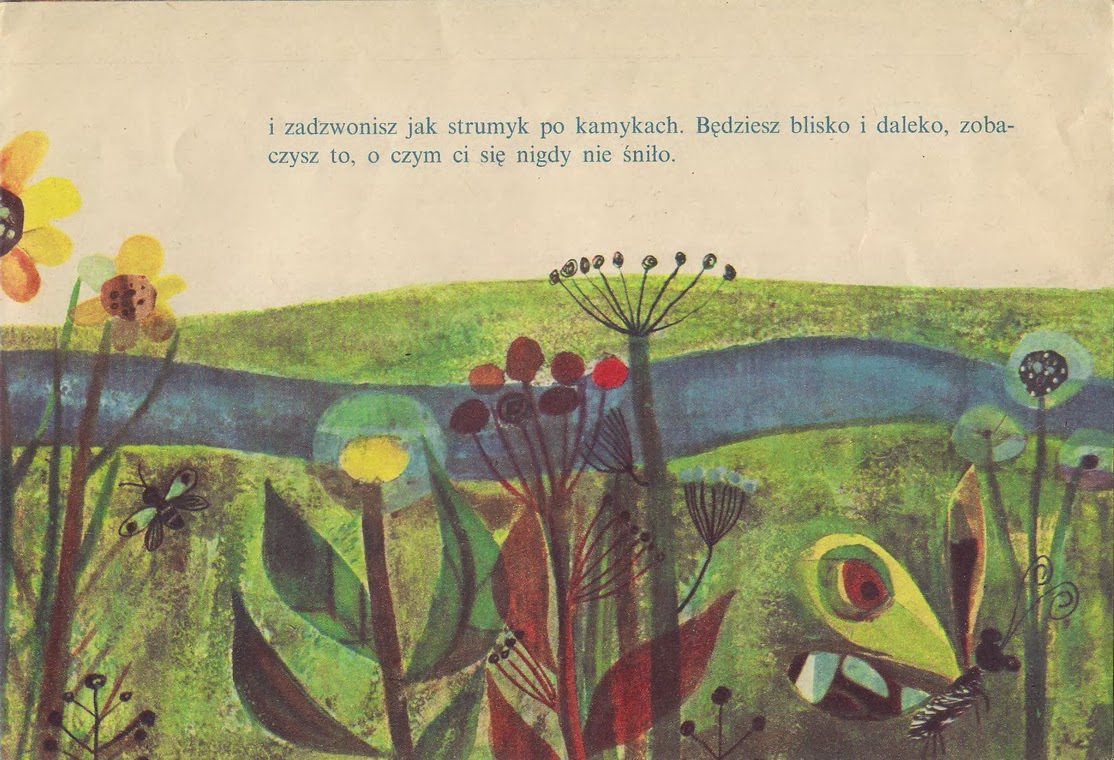 i zadzwonisz jak strumyk po kamykach. Będziesz blisko i daleko, zoba-
czysz to, o czym ci się nigdy nie śniło.